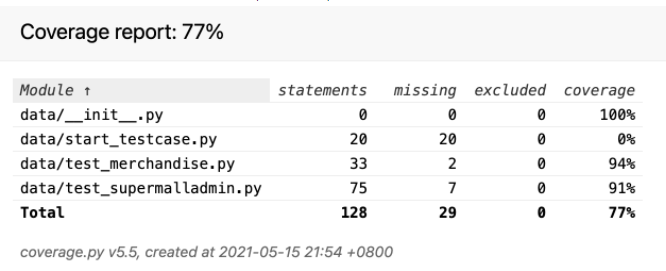 Coverage report: 77%
Module ↑ statements missing excluded coverage
data/__init__.py 0 0 0 100%
data/start_testcase.py 20 20 0 0%
data/test_merchandise.py 33 2 0 94%
data/test_supermalladmin.py 75 7 0 91%
Total 128 29 0 77%
coverage.py v5.5, created at 2021-05-15 21:54 +0800